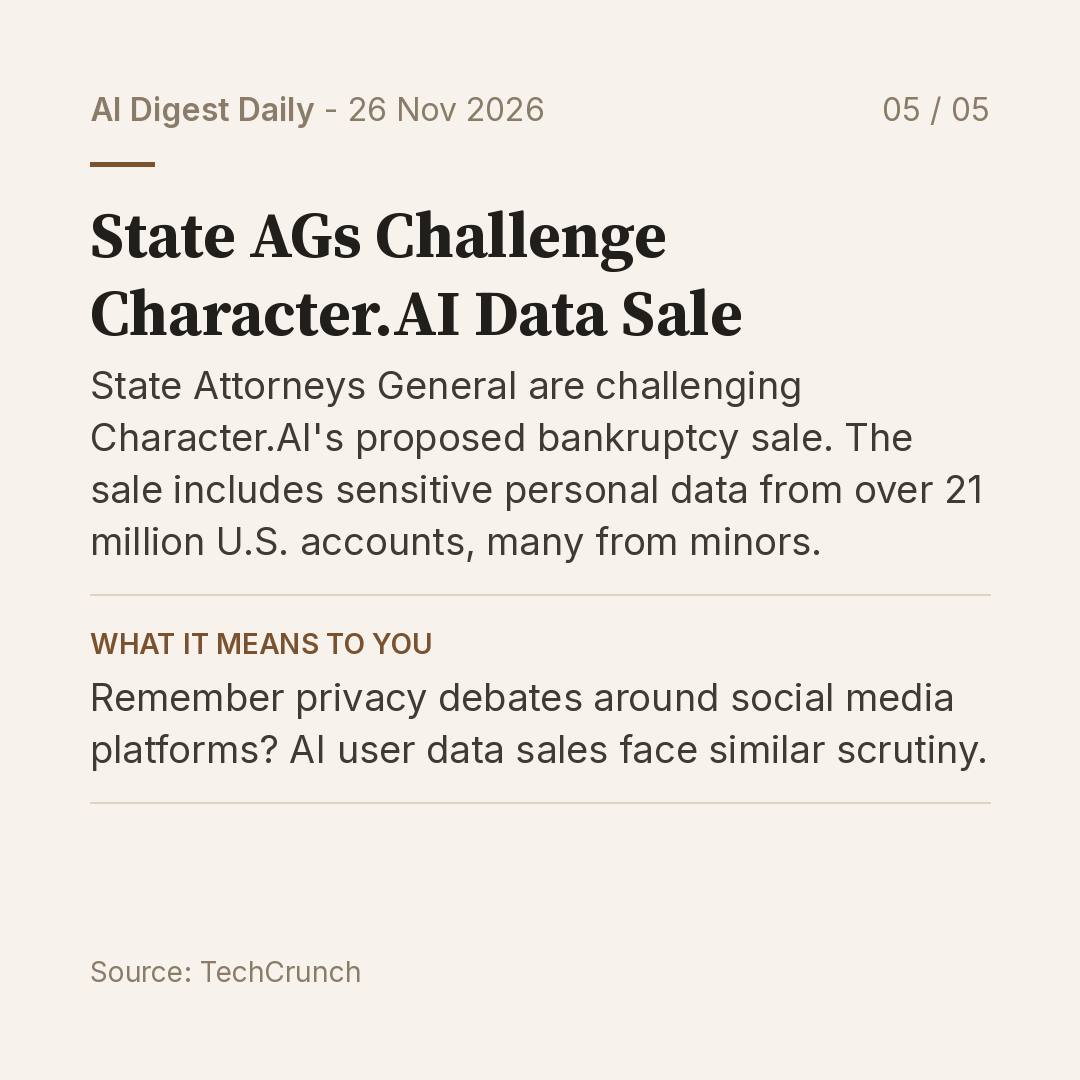 AI Digest Daily - 26 Nov 2026
05 / 05
State AGs Challenge
Character.AI Data Sale
State Attorneys General are challenging
Character.AI's proposed bankruptcy sale. The
sale includes sensitive personal data from over 21
million U.S. accounts, many from minors.
WHAT IT MEANS TO YOU
Remember privacy debates around social media
platforms? AI user data sales face similar scrutiny.
Source: TechCrunch